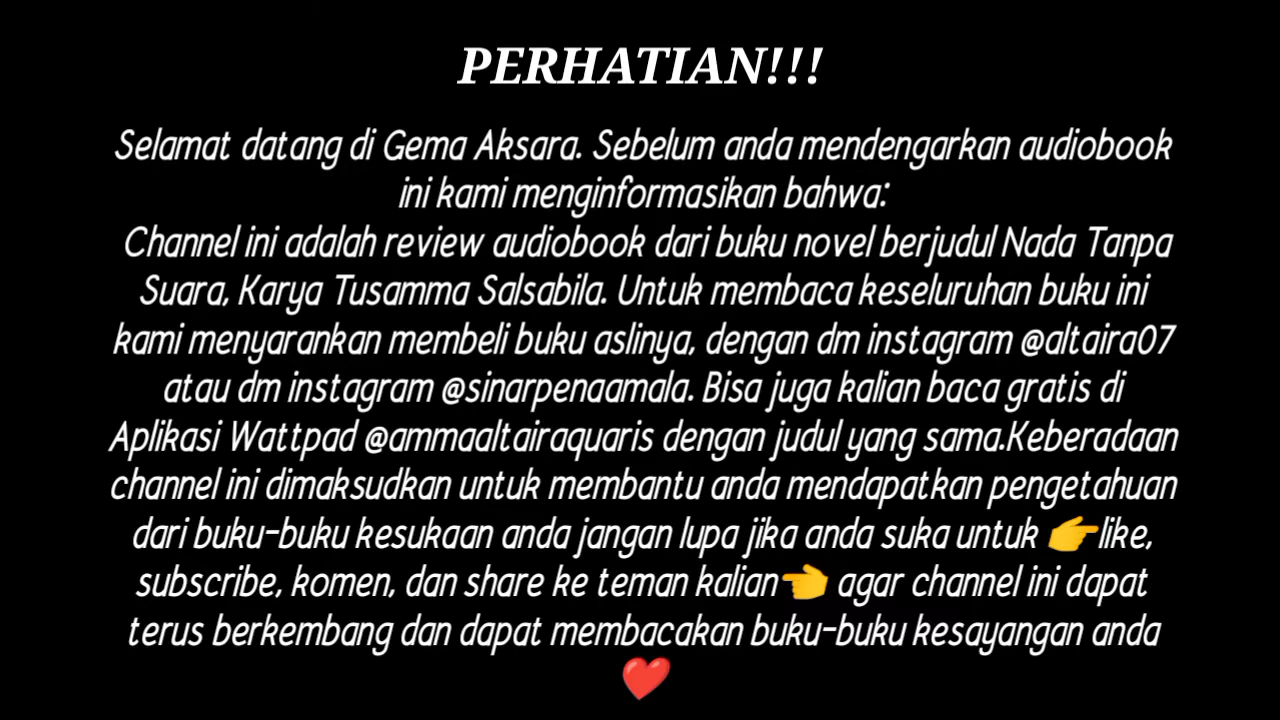 PERHATIAN!!!
Selamat datang di Gema Aksara. Sebelum anda mendengarkan audiobook
ini kami menginformasikan bahwa:
Channel ini adalah review audiobook dari buku novel berjudul Nada Tanpa
Suara, Karya Tusamma Salsabila. Untuk membaca keseluruhan buku ini
kami menyarankan membeli buku aslinya, dengan dm instagram @altaira07
atau dm instagram @sinarpenaamala. Bisa juga kalian baca gratis di
Aplikasi Wattpad @ammaaltairaquaris dengan judul yang sama.Keberadaan
channel ini dimaksudkan untuk membantu anda mendapatkan pengetahuan
dari buku-buku kesukaan anda jangan lupa jika anda suka untuk 👉like,
subscribe, komen, dan share ke teman kalian👈 agar channel ini dapat
terus berkembang dan dapat membacakan buku-buku kesayangan anda
❤️